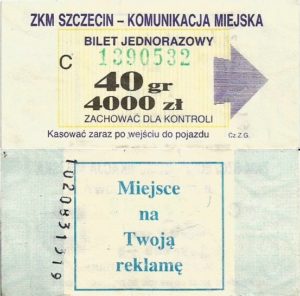 ZKM SZCZECIN – KOMUNIKACJA MIEJSKA
BILET JEDNORAZOWY
C 1390532
40 gr
4000 zł
ZACHOWAĆ DLA KONTROLI
Kasować zaraz po wejściu do pojazdu
Cz.Z.G.
Miejsce
na
Twoją
reklamę